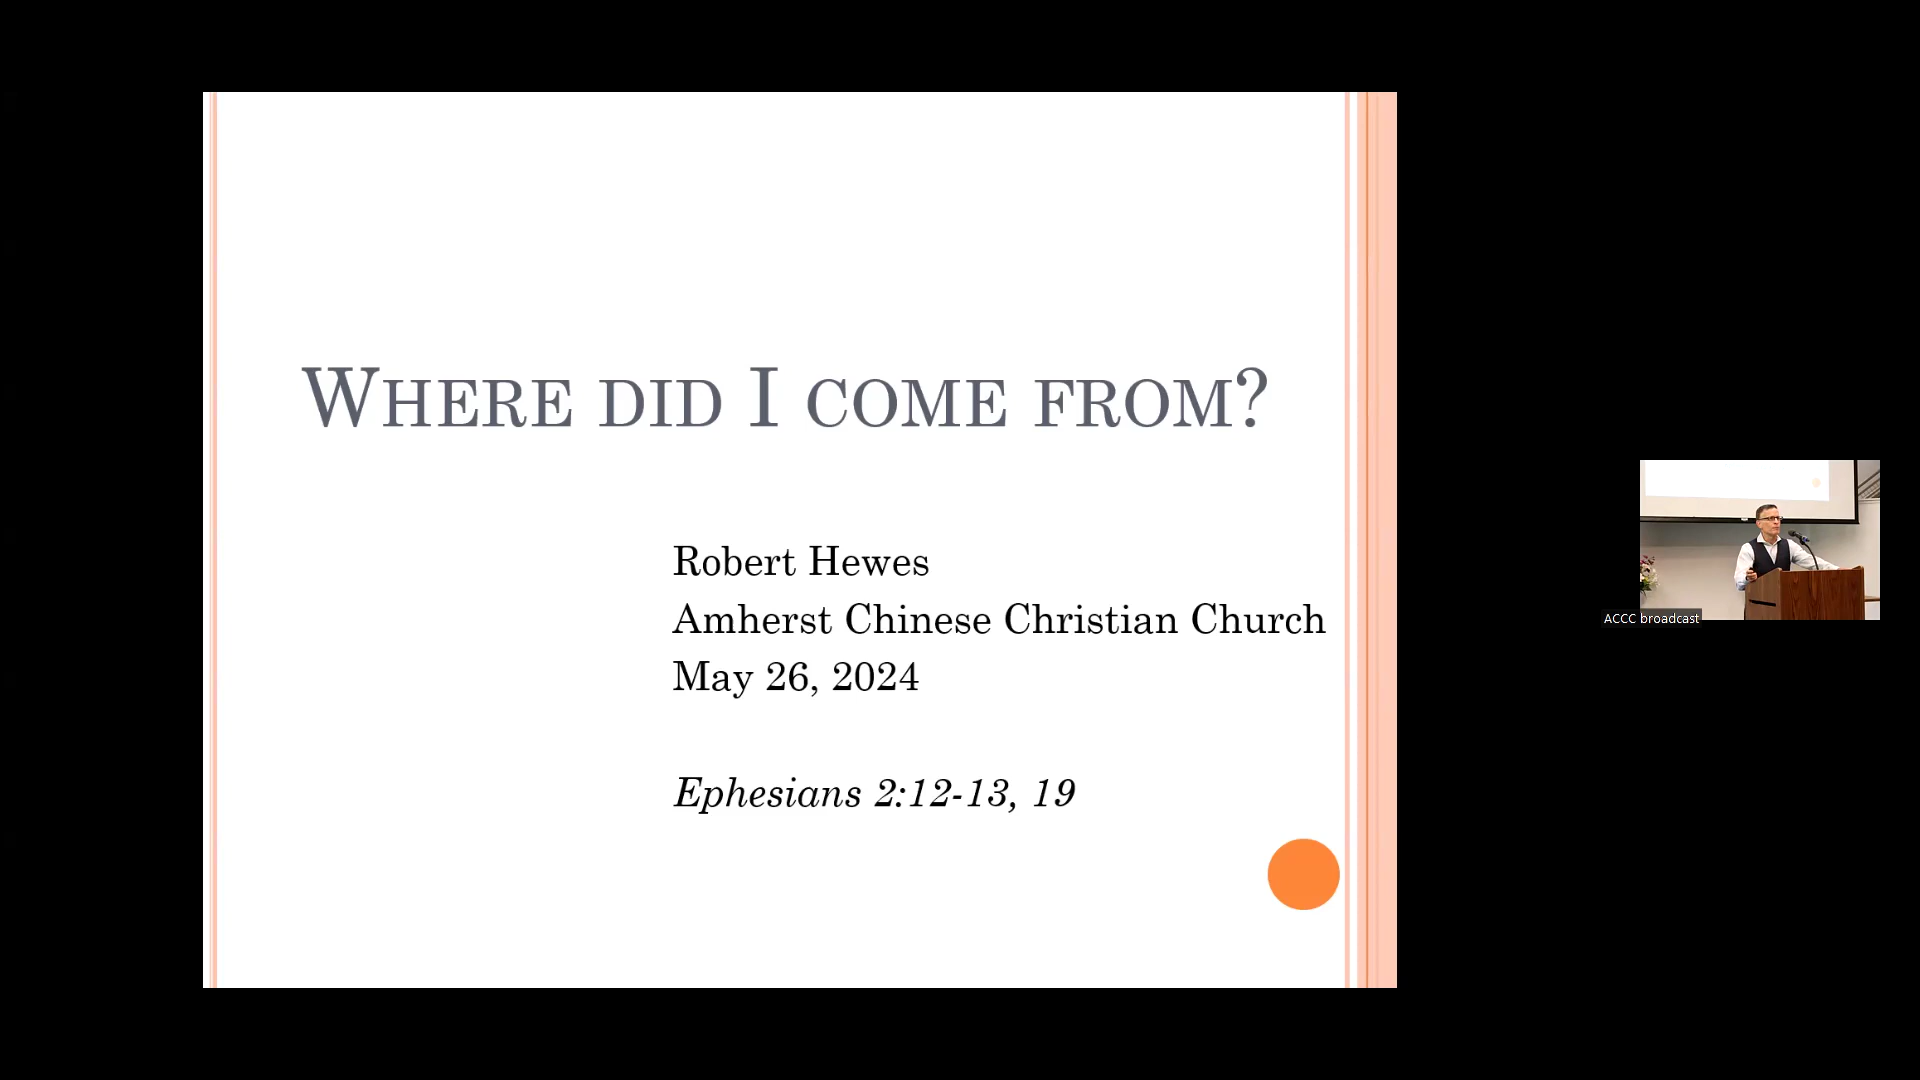 Where did I come from?
Robert Hewes
Amherst Chinese Christian Church
May 26, 2024
Ephesians 2:12-13, 19
ACCC broadcast